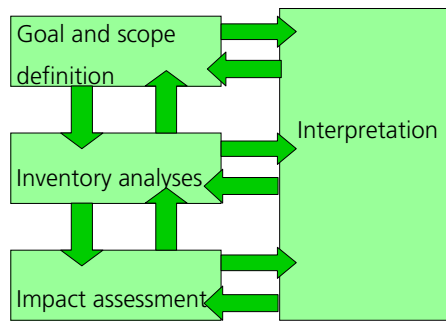 Goal and scope
definition
Interpretation
Inventory analyses
Impact assessment